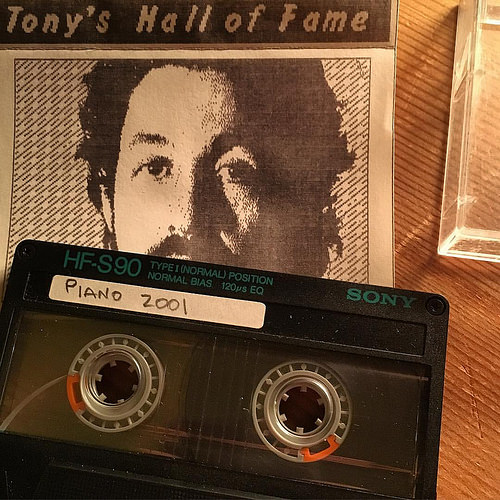 Tony's Hall of Fame
HF-S90 TYPE I (NORMAL) POSITION
NORMAL BIAS 120µs EQ
SONY
PIANO 2001